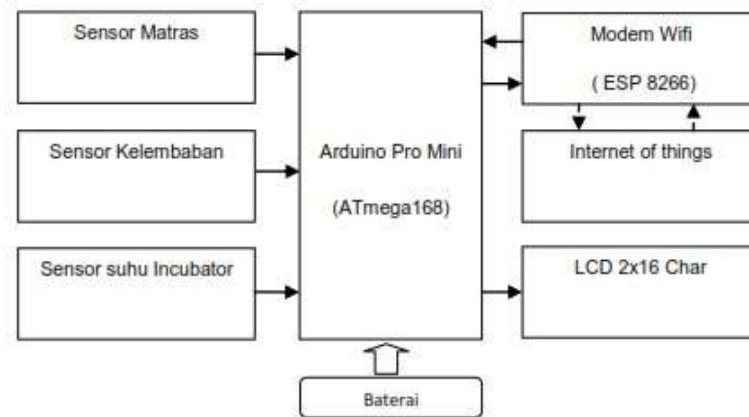 Sensor Matras
Sensor Kelembaban
Sensor suhu Incubator
Arduino Pro Mini
(ATmega168)
Modem Wifi
( ESP 8266)
Internet of things
LCD 2x16 Char
Baterai